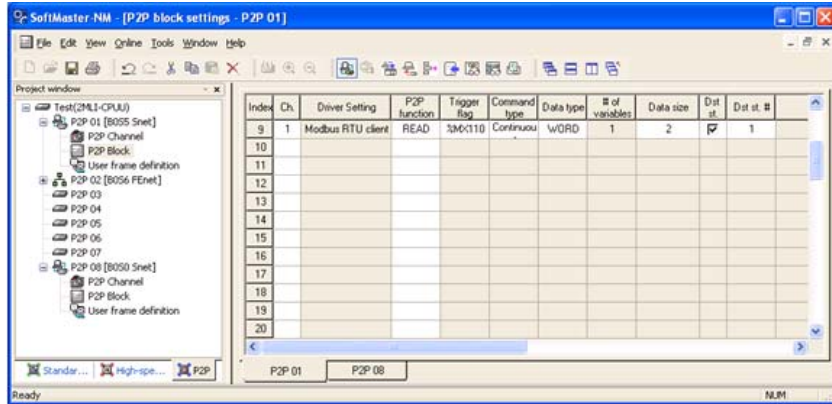 SoftMaster-NM - [P2P block settings - P2P 01]
File Edit View Online Tools Window Help
Project window
Test(2MLI-CPUU)
P2P 01 [B0S5 Snet]
P2P Channel
P2P Block
User frame definition
P2P 02 [B0S6 FEnet]
P2P 03
P2P 04
P2P 05
P2P 06
P2P 07
P2P 08 [B0S0 Snet]
P2P Channel
P2P Block
User frame definition
Standar... High-spe... P2P
Index Ch. Driver Setting P2P function Trigger flag Command type Data type # of variables Data size Dst st. Dst st. #
9 1 Modbus RTU client READ %MX110 Continuou WORD 1 2 1
10
11
12
13
14
15
16
17
18
19
20
P2P 01 P2P 08
Ready NUM